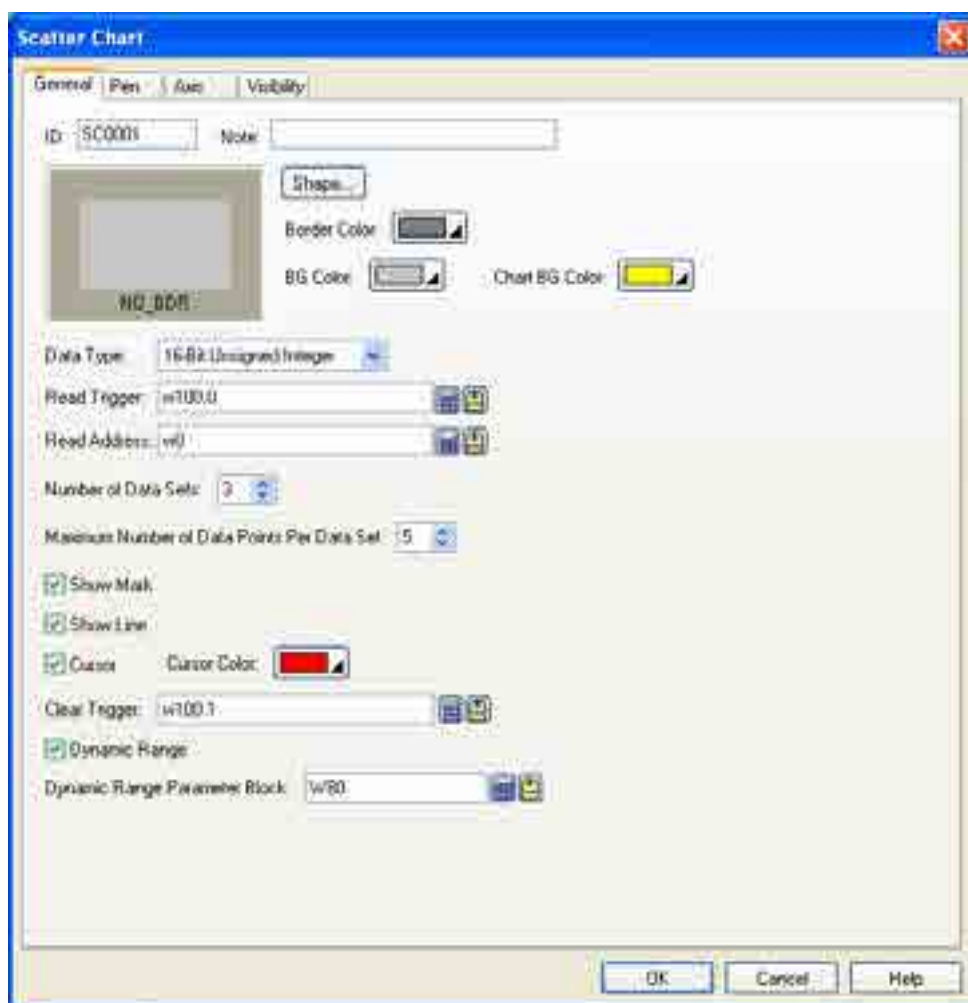 Scatter Chart
General Pen Axis Visibility
ID: SC0001 Note:
Shape...
Border Color:
BG Color: Chart BG Color:
NO_BDR
Data Type: 16-Bit Unsigned Integer
Read Trigger: w100.0
Read Address: w0
Number of Data Sets: 3
Maximum Number of Data Points Per Data Set: 5
Show Mark
Show Line
Cursor Cursor Color:
Clear Trigger: w100.1
Dynamic Range
Dynamic Range Parameter Block: W80
OK Cancel Help